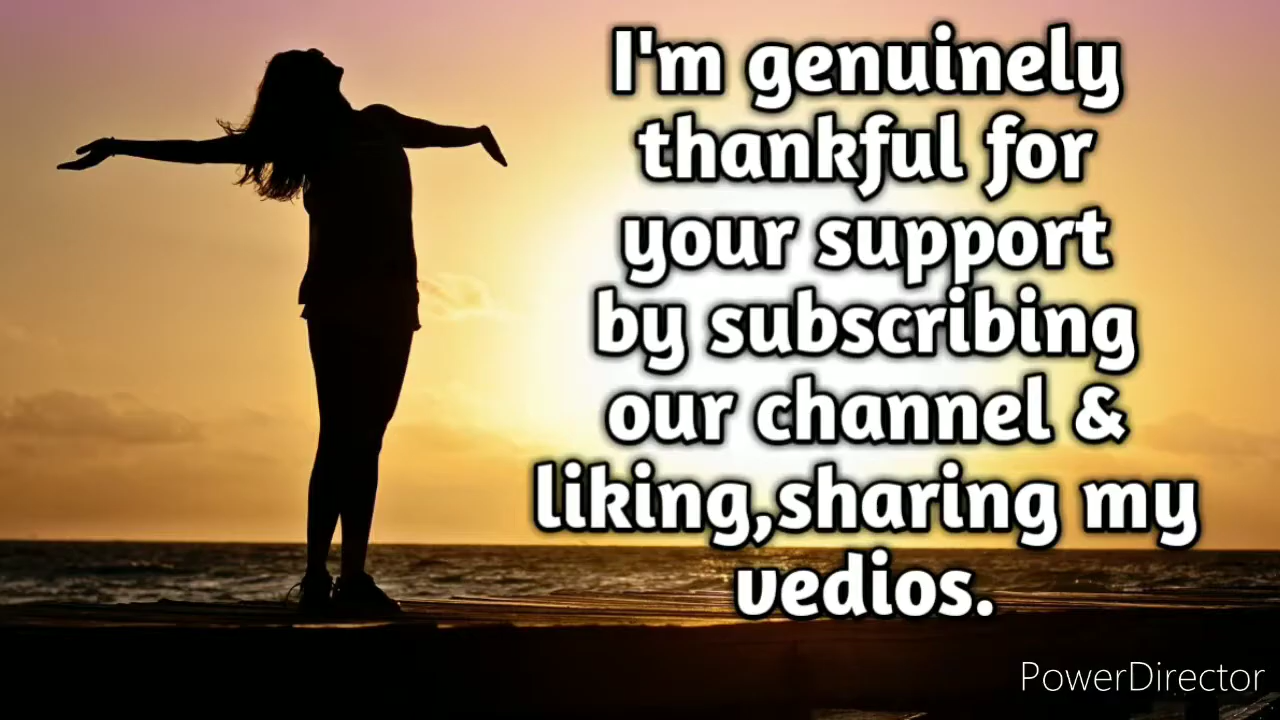 I'm genuinely
thankful for
your support
by subscribing
our channel &
liking,sharing my
vedios.
PowerDirector